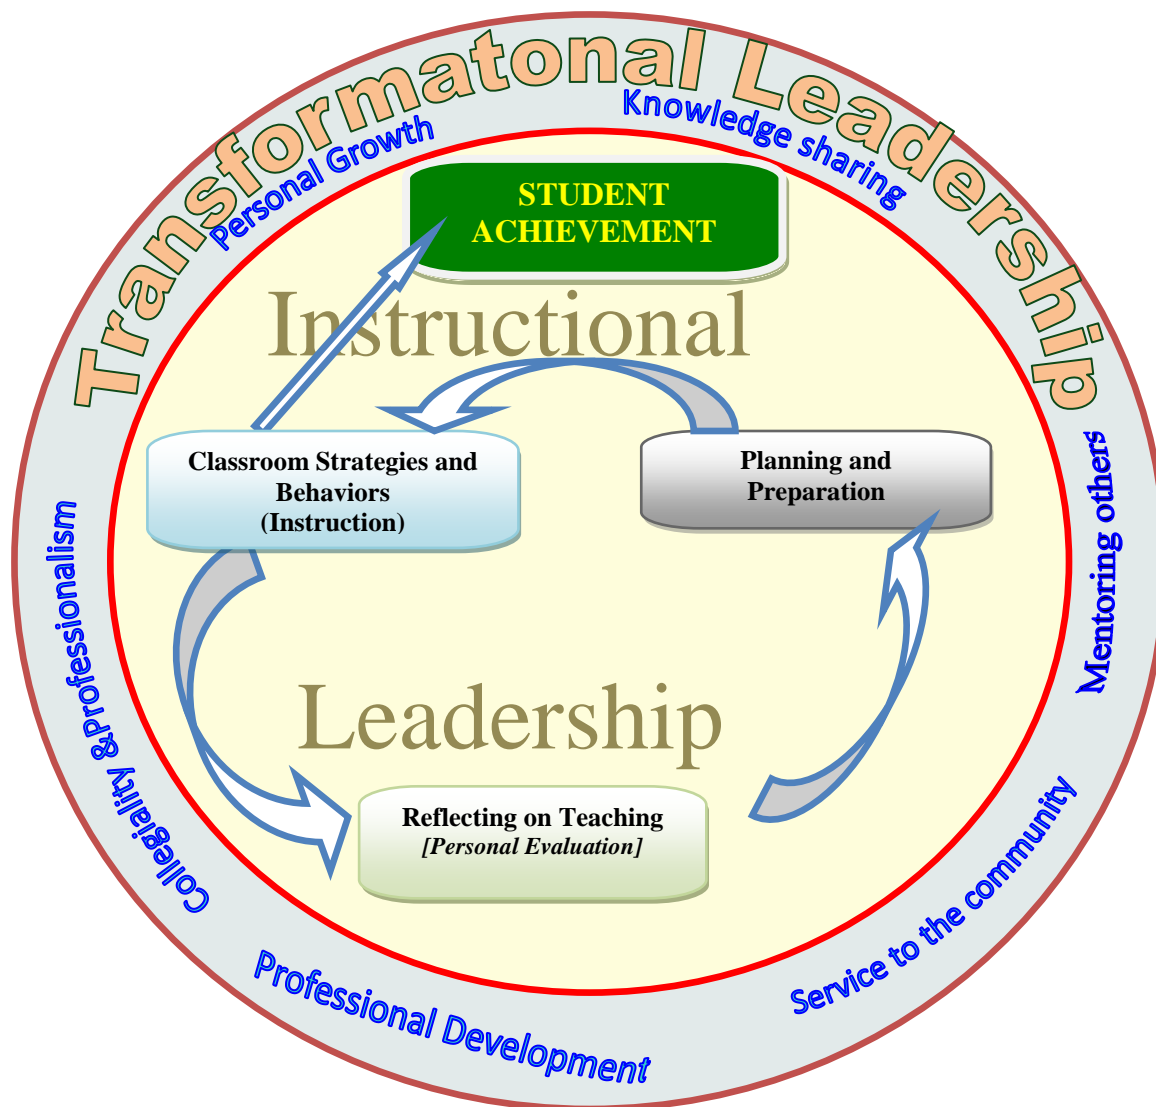 Transformatonal Leadership
Personal Growth
Knowledge sharing
STUDENT
ACHIEVEMENT
Instructional
Classroom Strategies and
Behaviors
(Instruction)
Planning and
Preparation
Mentoring others
Collegiality &Professionalism
Leadership
Reflecting on Teaching
[Personal Evaluation]
Service to the community
Professional Development